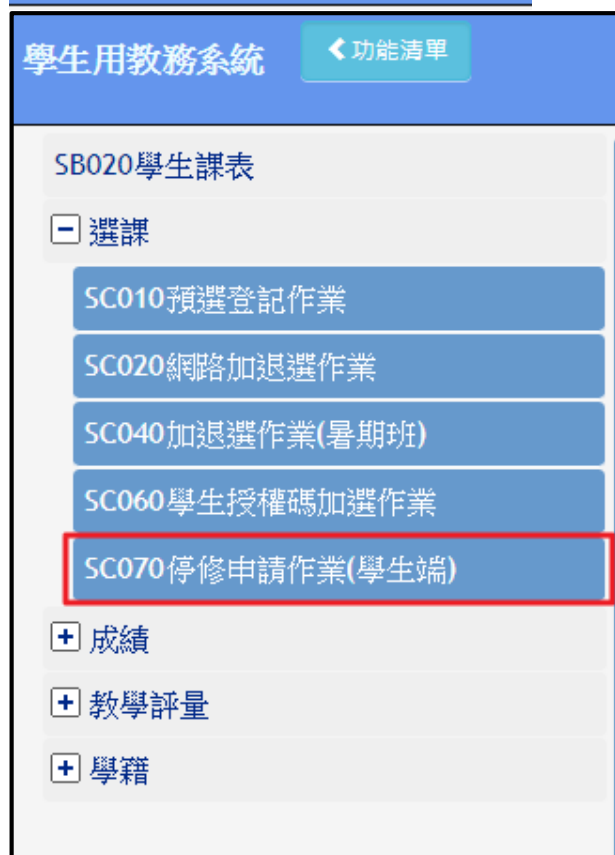 學生用教務系統
功能清單
SB020學生課表
選課
SC010預選登記作業
SC020網路加退選作業
SC040加退選作業(暑期班)
SC060學生授權碼加選作業
SC070停修申請作業(學生端)
成績
教學評量
學籍